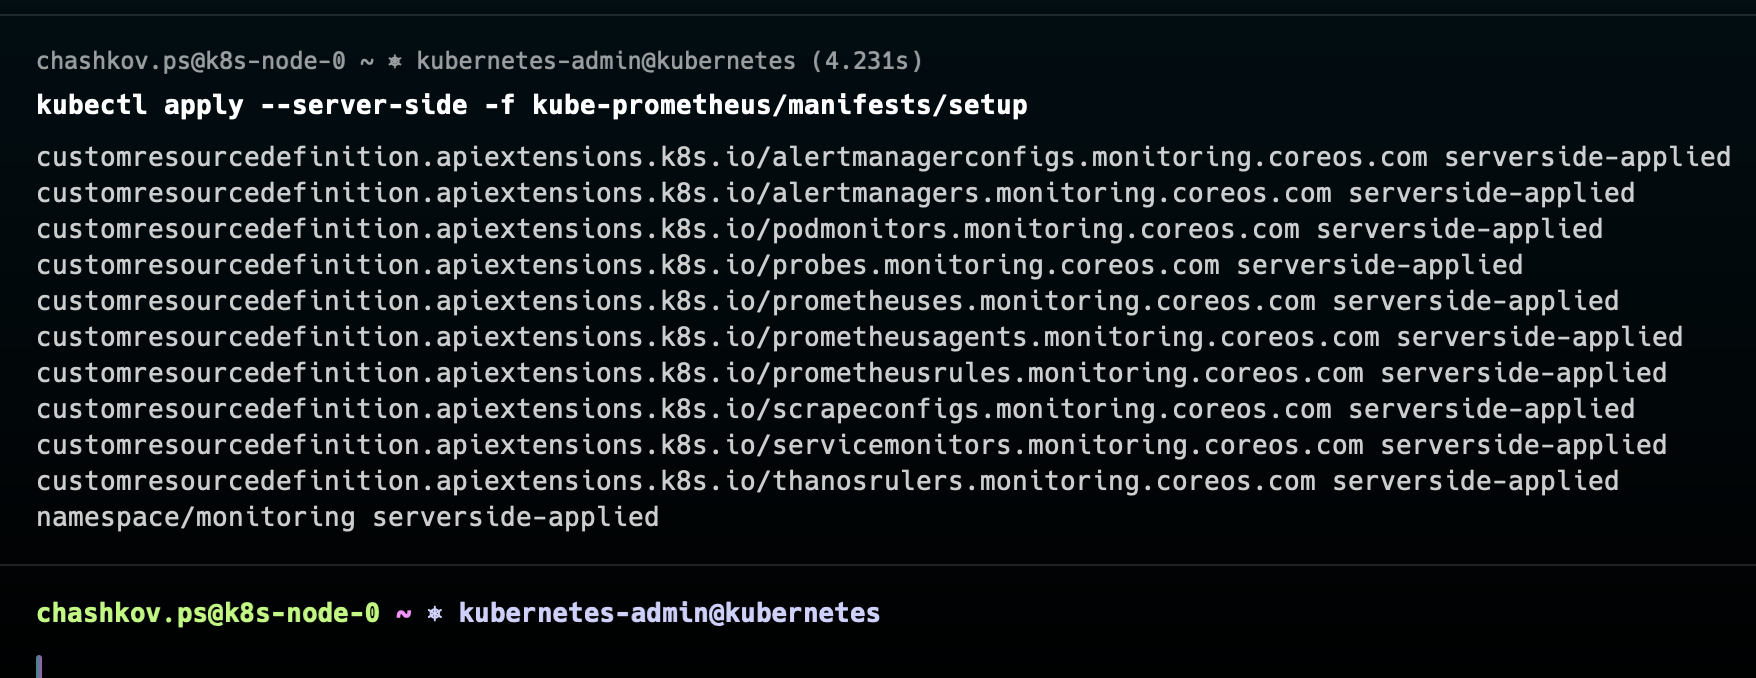 chashkov.ps@k8s-node-0 ~ ⎈ kubernetes-admin@kubernetes (4.231s)
kubectl apply --server-side -f kube-prometheus/manifests/setup
customresourcedefinition.apiextensions.k8s.io/alertmanagerconfigs.monitoring.coreos.com serverside-applied
customresourcedefinition.apiextensions.k8s.io/alertmanagers.monitoring.coreos.com serverside-applied
customresourcedefinition.apiextensions.k8s.io/podmonitors.monitoring.coreos.com serverside-applied
customresourcedefinition.apiextensions.k8s.io/probes.monitoring.coreos.com serverside-applied
customresourcedefinition.apiextensions.k8s.io/prometheuses.monitoring.coreos.com serverside-applied
customresourcedefinition.apiextensions.k8s.io/prometheusagents.monitoring.coreos.com serverside-applied
customresourcedefinition.apiextensions.k8s.io/prometheusrules.monitoring.coreos.com serverside-applied
customresourcedefinition.apiextensions.k8s.io/scrapeconfigs.monitoring.coreos.com serverside-applied
customresourcedefinition.apiextensions.k8s.io/servicemonitors.monitoring.coreos.com serverside-applied
customresourcedefinition.apiextensions.k8s.io/thanosrulers.monitoring.coreos.com serverside-applied
namespace/monitoring serverside-applied
chashkov.ps@k8s-node-0 ~ ⎈ kubernetes-admin@kubernetes